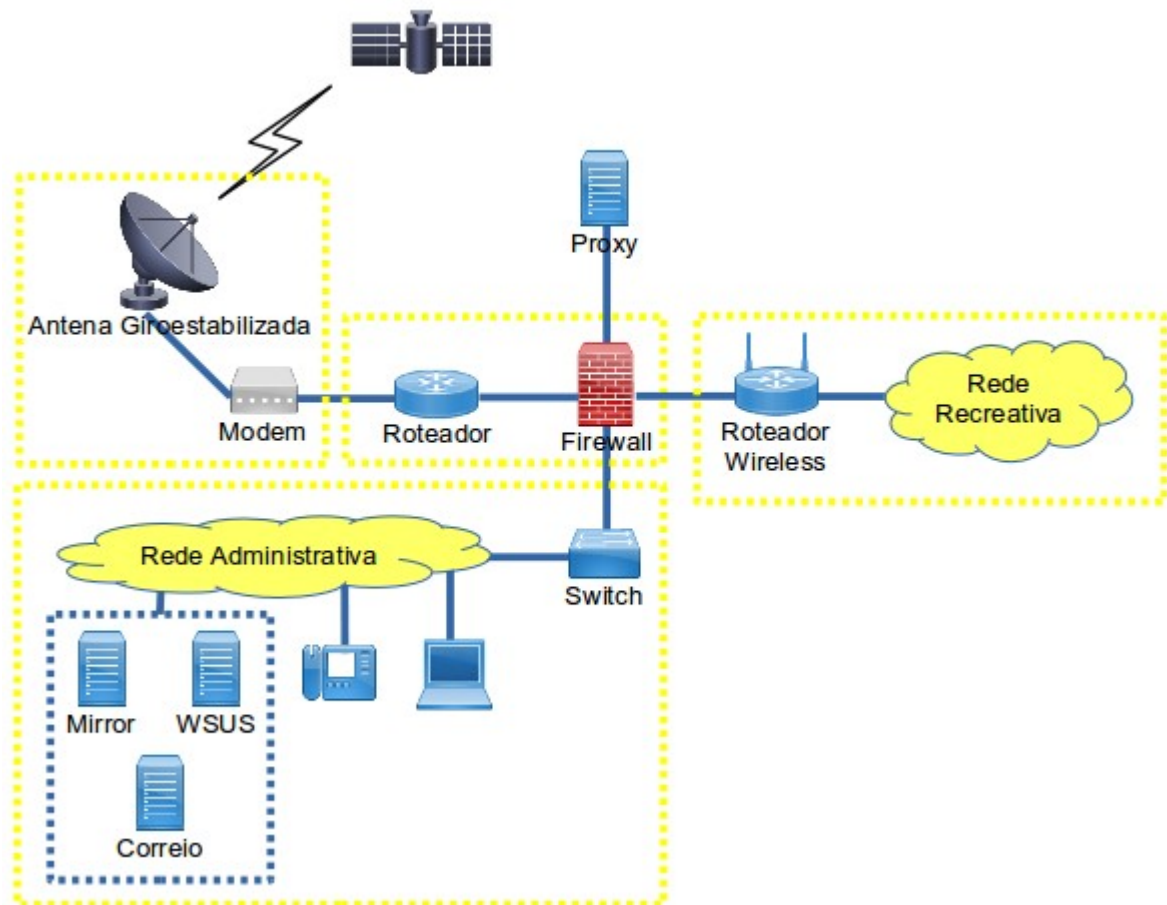 Proxy
Antena Giroestabilizada
Modem
Roteador
Firewall
Roteador
Wireless
Rede
Recreativa
Rede Administrativa
Switch
Mirror
WSUS
Correio